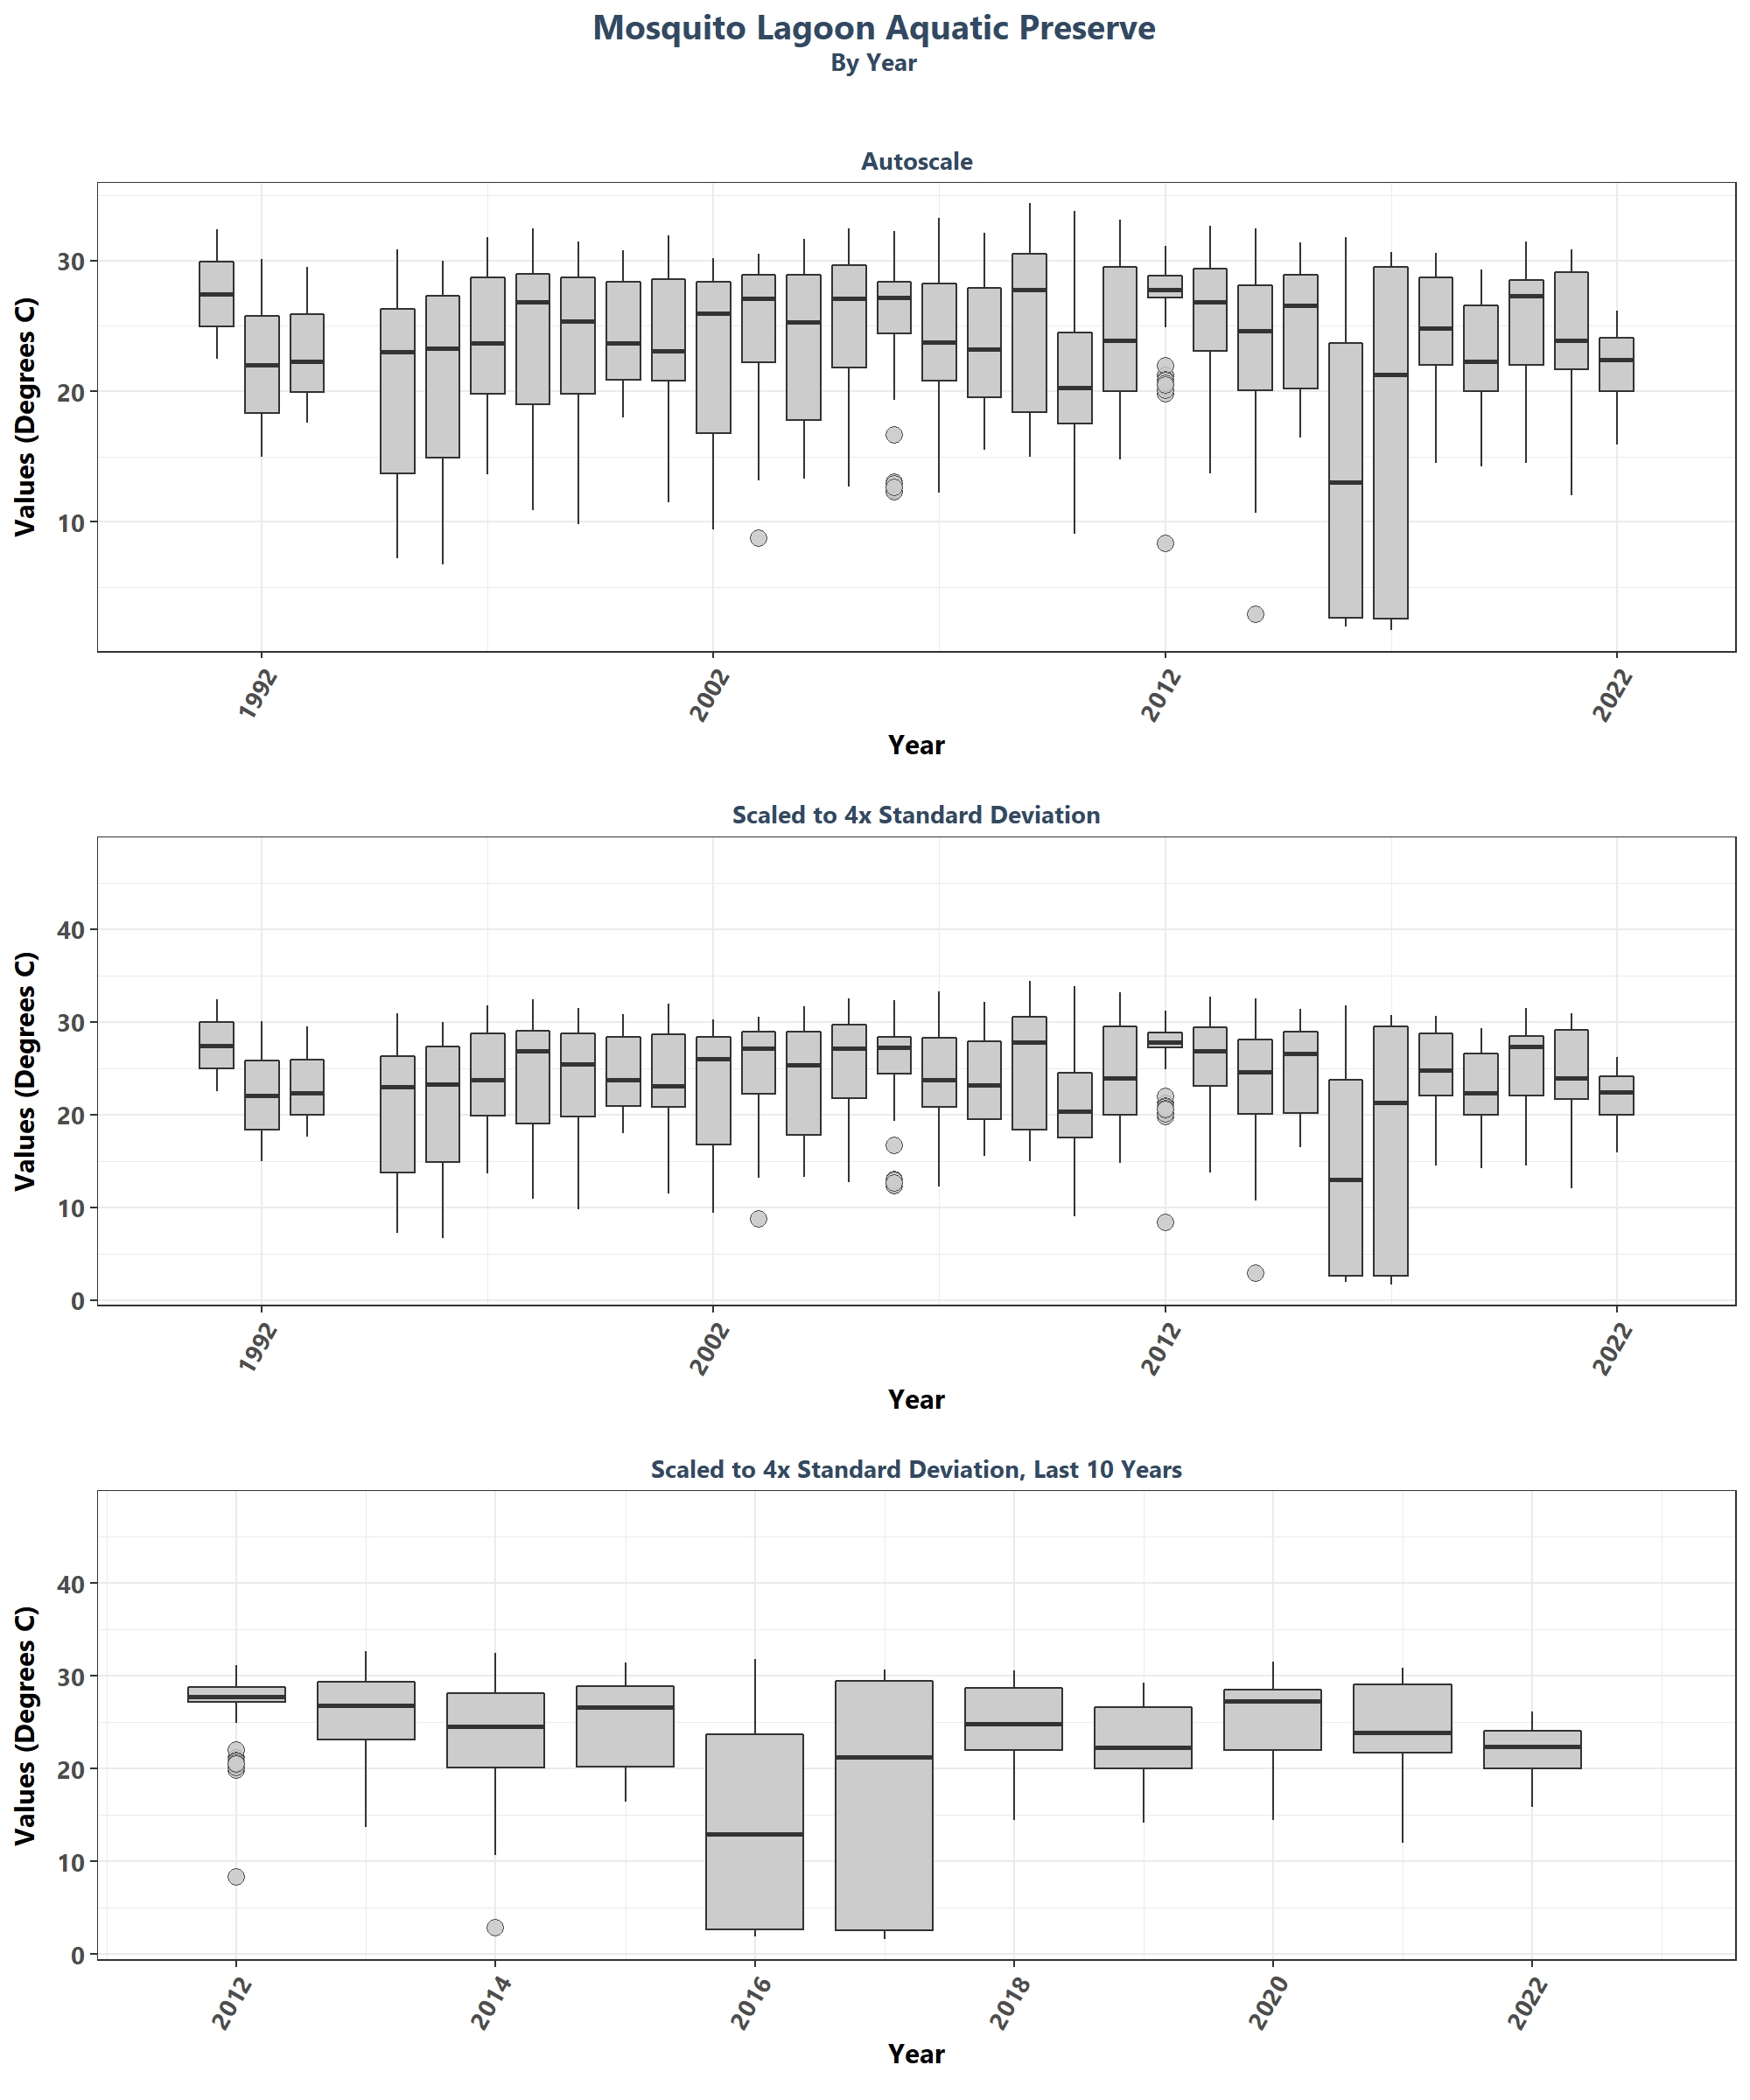 Mosquito Lagoon Aquatic Preserve
By Year
Autoscale
Values (Degrees C)
30
20
10
1992
2002
2012
2022
Year
Scaled to 4x Standard Deviation
Values (Degrees C)
40
30
20
10
0
1992
2002
2012
2022
Year
Scaled to 4x Standard Deviation, Last 10 Years
Values (Degrees C)
40
30
20
10
0
2012
2014
2016
2018
2020
2022
Year